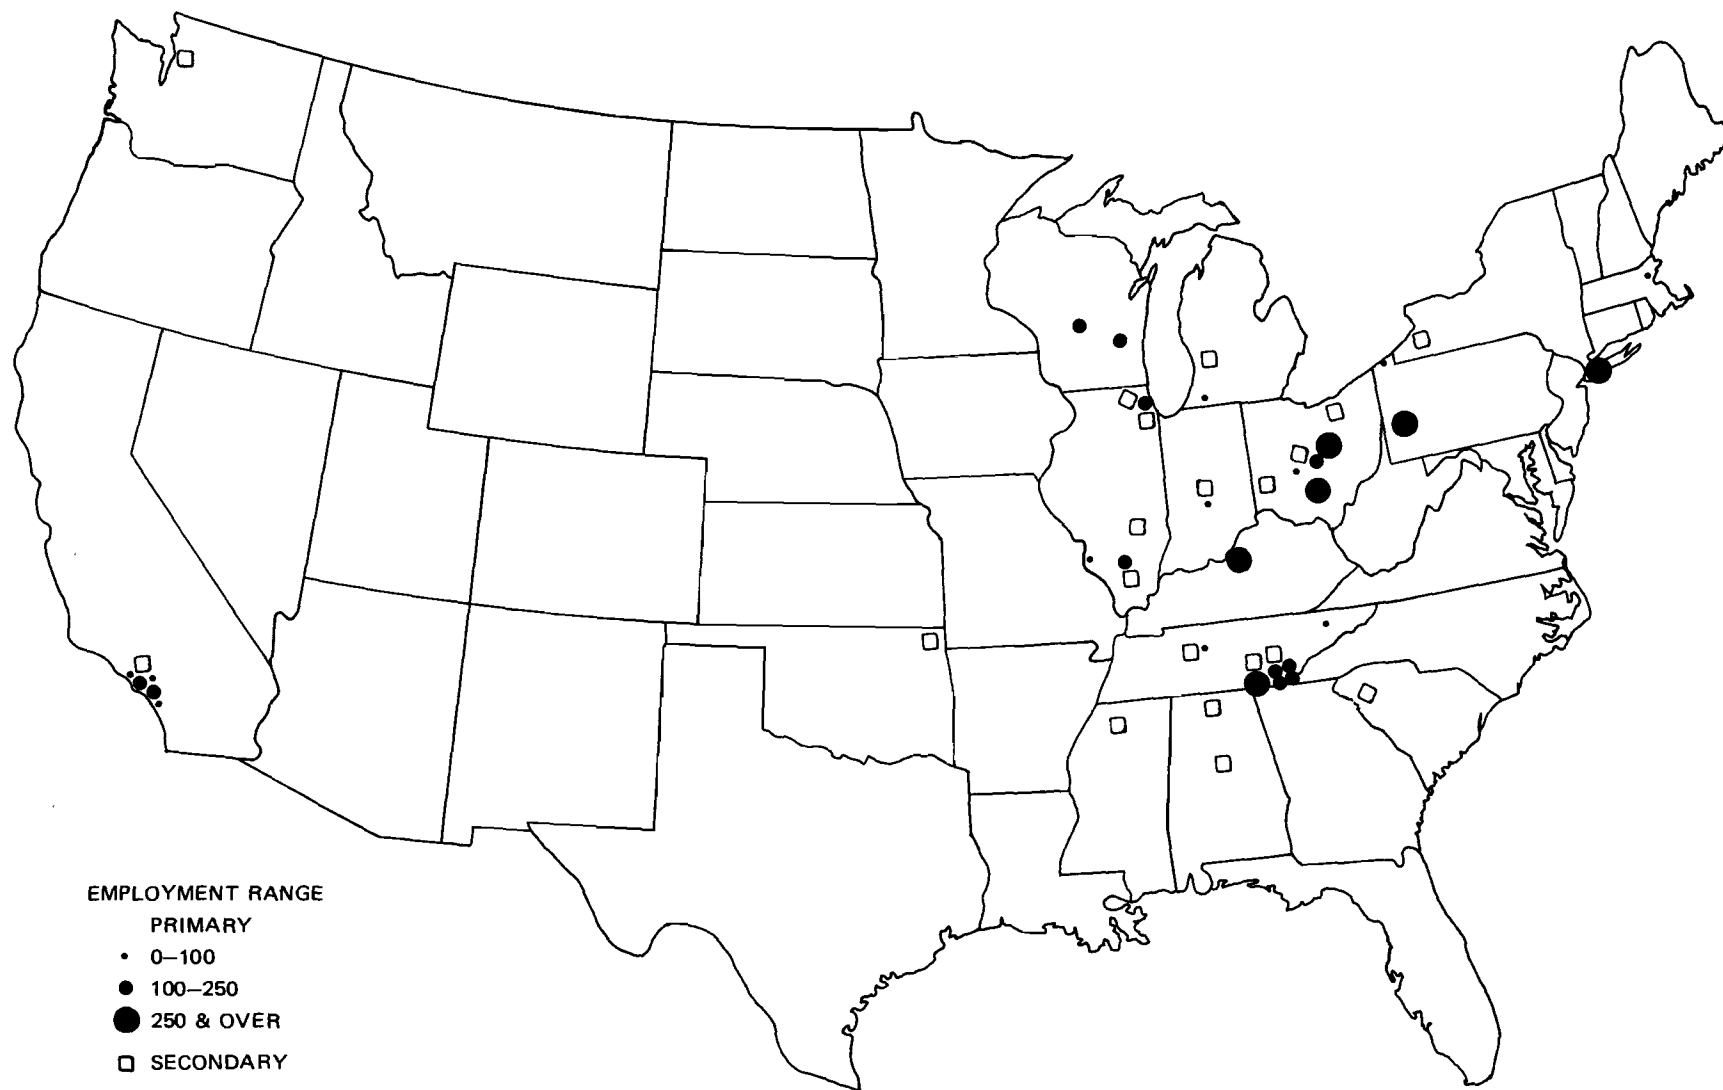 EMPLOYMENT RANGE
PRIMARY
0–100
100–250
250 & OVER
SECONDARY